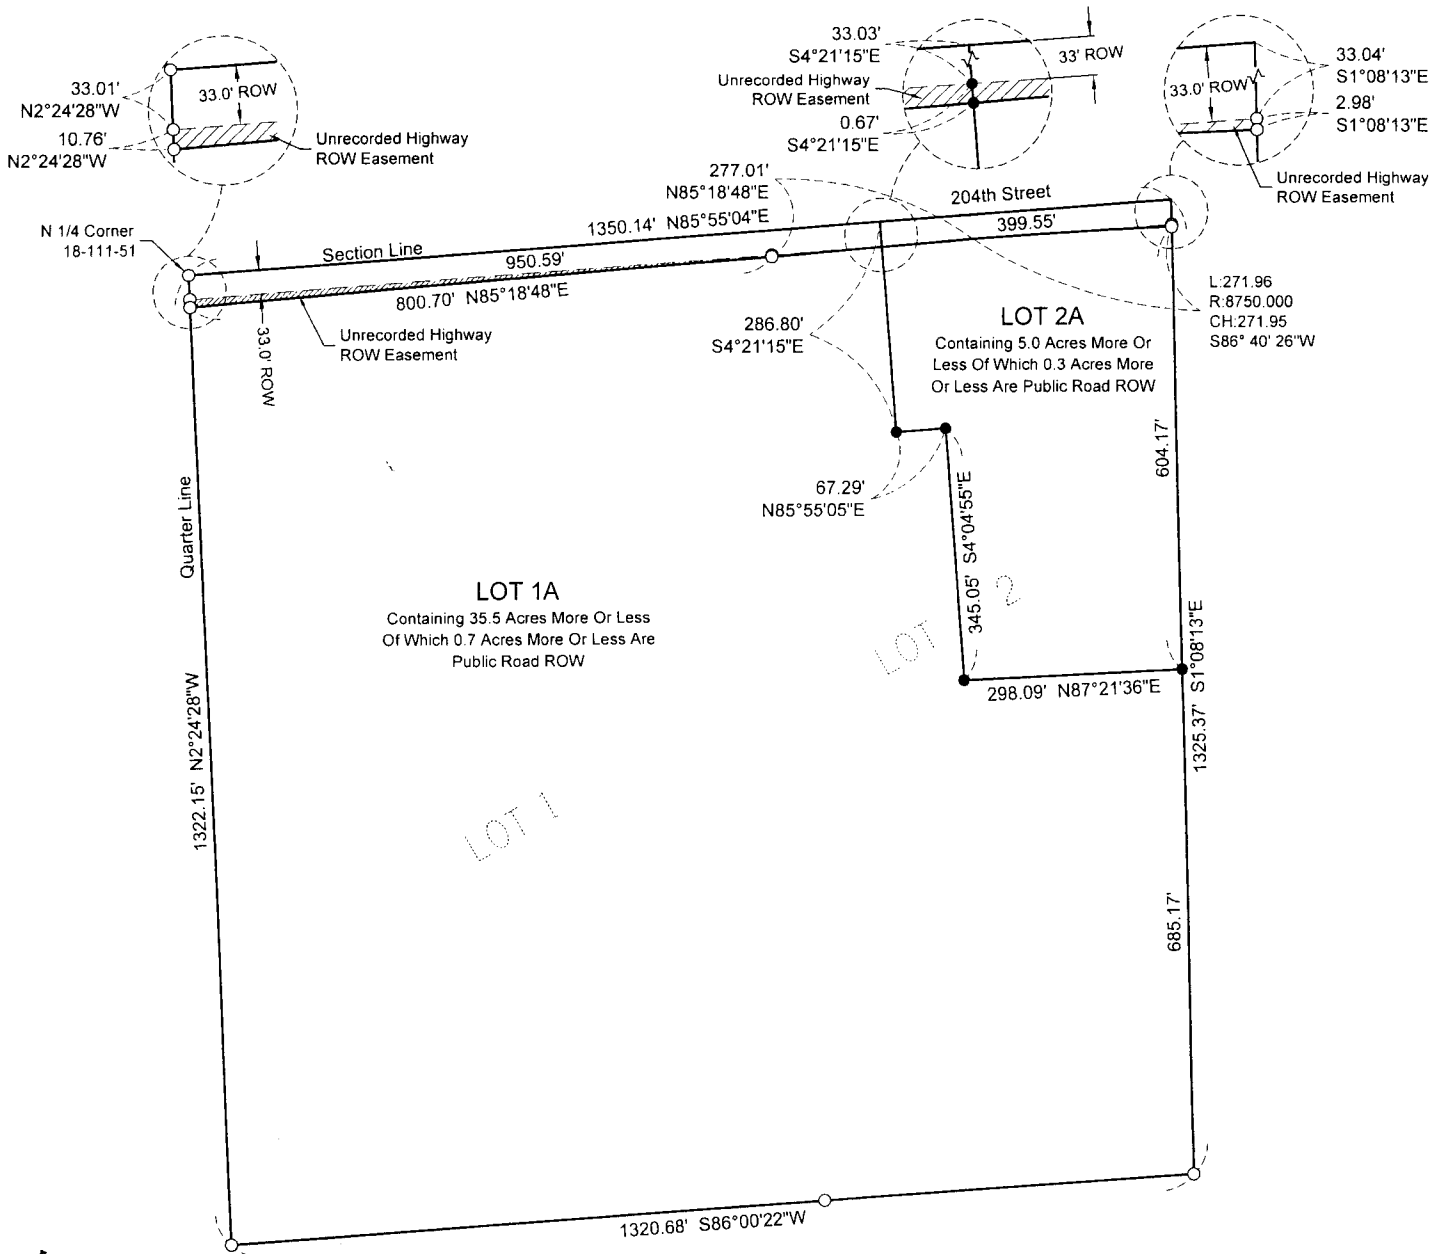 33.01'
N2°24'28"W
10.76'
N2°24'28"W
33.0' ROW
Unrecorded Highway
ROW Easement
33.03'
S4°21'15"E
Unrecorded Highway
ROW Easement
0.67'
S4°21'15"E
33' ROW
33.0' ROW
33.04'
S1°08'13"E
2.98'
S1°08'13"E
Unrecorded Highway
ROW Easement
277.01'
N85°18'48"E
204th Street
1350.14' N85°55'04"E
399.55'
N 1/4 Corner
18-111-51
Section Line
950.59'
800.70' N85°18'48"E
Unrecorded Highway
ROW Easement
33.0' ROW
286.80'
S4°21'15"E
L:271.96
R:8750.000
CH:271.95
S86° 40' 26"W
LOT 2A
Containing 5.0 Acres More Or
Less Of Which 0.3 Acres More
Or Less Are Public Road ROW
604.17'
67.29'
N85°55'05"E
345.05' S4°04'55"E
Quarter Line
LOT 1A
Containing 35.5 Acres More Or Less
Of Which 0.7 Acres More Or Less Are
Public Road ROW
LOT 2
298.09' N87°21'36"E
1325.37' S1°08'13"E
1322.15' N2°24'28"W
LOT 1
685.17'
1320.68' S86°00'22"W